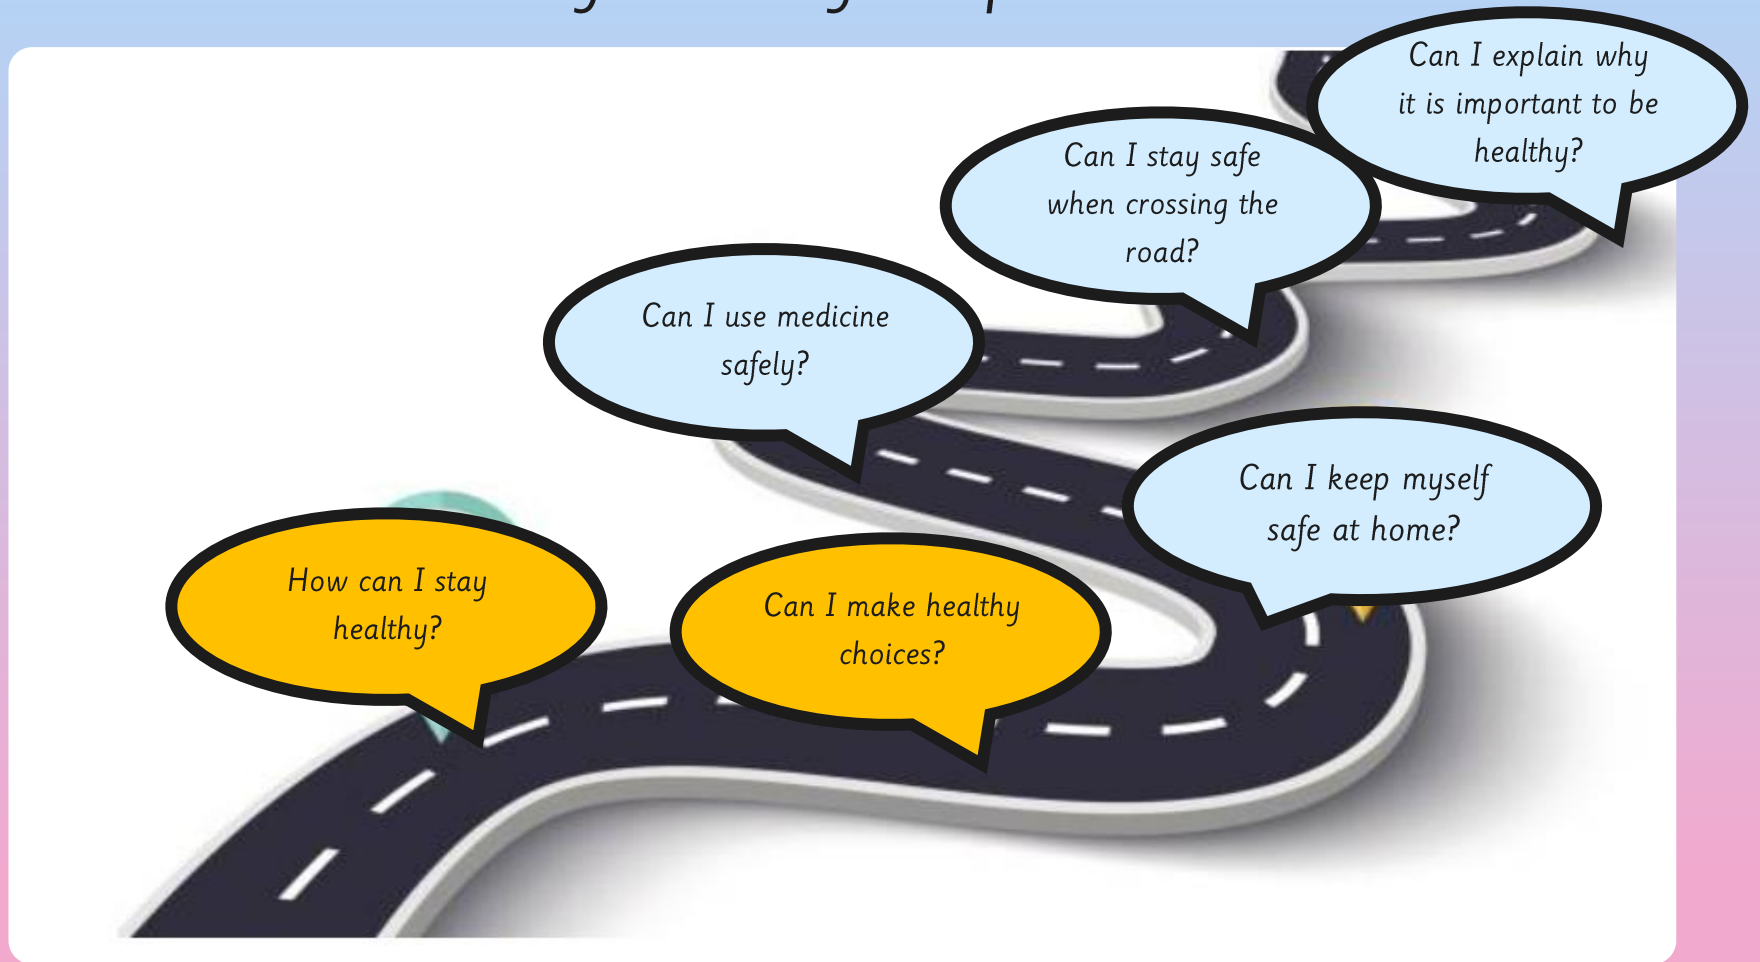 Can I explain why
it is important to be
healthy?
Can I stay safe
when crossing the
road?
Can I use medicine
safely?
Can I keep myself
safe at home?
How can I stay
healthy?
Can I make healthy
choices?